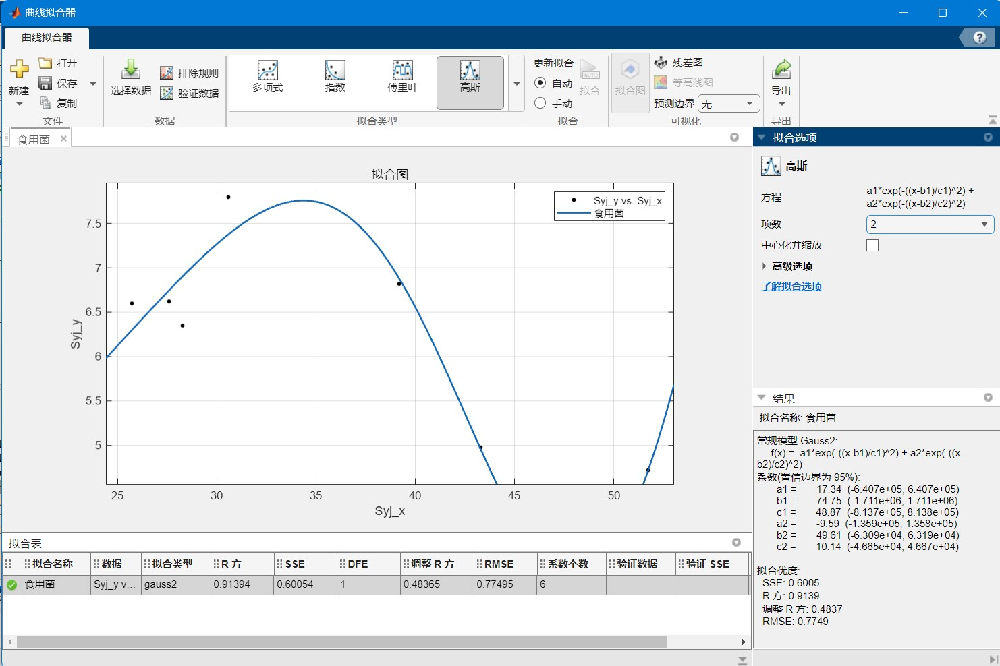 曲线拟合器
曲线拟合器
新建
打开
保存
复制
文件
选择数据
排除规则
验证数据
数据
多项式
指数
傅里叶
高斯
拟合类型
更新拟合
自动
手动
AUTO
拟合
拟合
拟合图
残差图
等高线图
预测边界 无
可视化
导出
导出
食用菌
拟合图
Syj_y vs. Syj_x
食用菌
7.5
7
6.5
6
5.5
5
Syj_y
25 30 35 40 45 50
Syj_x
拟合表
拟合名称 数据 拟合类型 R 方 SSE DFE 调整 R 方 RMSE 系数个数 验证数据 验证 SSE
食用菌 Syj_y v... gauss2 0.91394 0.60054 1 0.48365 0.77495 6
拟合选项
高斯
方程 a1*exp(-((x-b1)/c1)^2) +
a2*exp(-((x-b2)/c2)^2)
项数 2
中心化并缩放
高级选项
了解拟合选项
结果
拟合名称: 食用菌
常规模型 Gauss2:
f(x) = a1*exp(-((x-b1)/c1)^2) + a2*exp(-((x-
b2)/c2)^2)
系数(置信边界为 95%):
a1 = 17.34 (-6.407e+05, 6.407e+05)
b1 = 74.75 (-1.711e+06, 1.711e+06)
c1 = 48.87 (-8.137e+05, 8.138e+05)
a2 = -9.59 (-1.359e+05, 1.358e+05)
b2 = 49.61 (-6.309e+04, 6.319e+04)
c2 = 10.14 (-4.665e+04, 4.667e+04)
拟合优度:
SSE: 0.6005
R 方: 0.9139
调整 R 方: 0.4837
RMSE: 0.7749